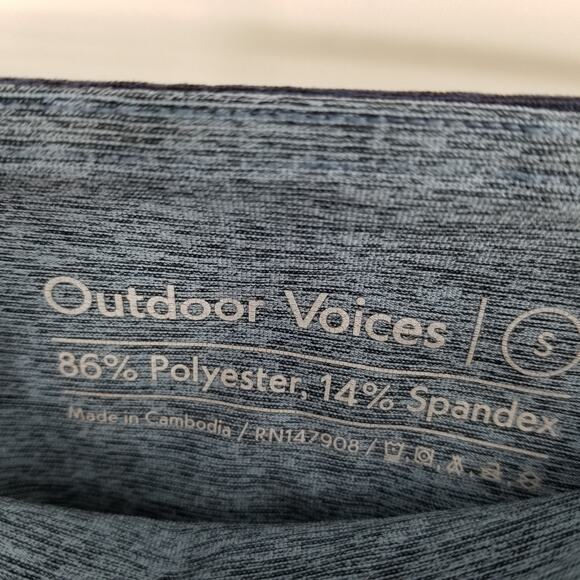 Outdoor Voices | S
86% Polyester, 14% Spandex
Made in Cambodia / RN147908 /